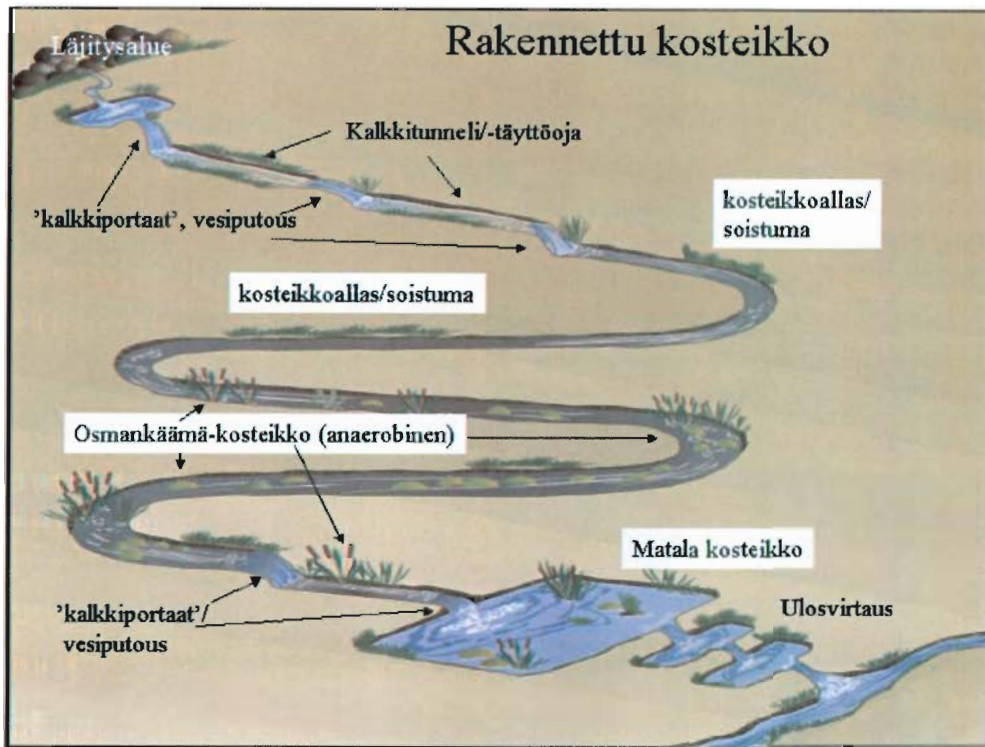 Läjitysalue
Rakennettu kosteikko
Kalkkitunneli/-täyttöoja
’kalkkiportaat’, vesiputous
kosteikkoallas/
soistuma
kosteikkoallas/soistuma
Osmankäämä-kosteikko (anaerobinen)
Matala kosteikko
’kalkkiportaat’/
vesiputous
Ulosvirtaus